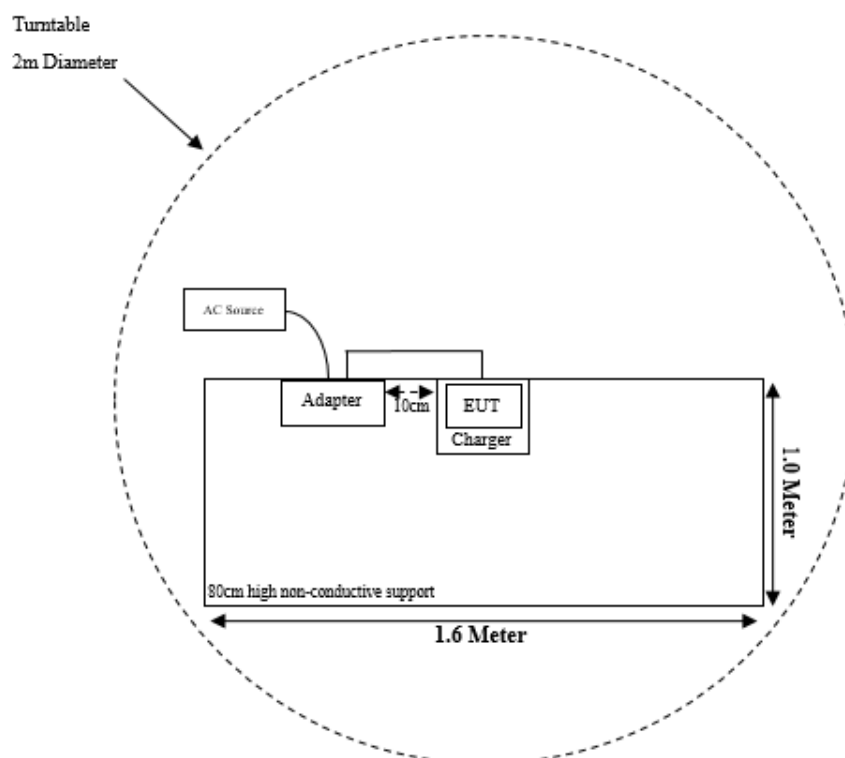 Turntable
2m Diameter
AC Source
Adapter
10cm
EUT
Charger
1.0 Meter
80cm high non-conductive support
1.6 Meter